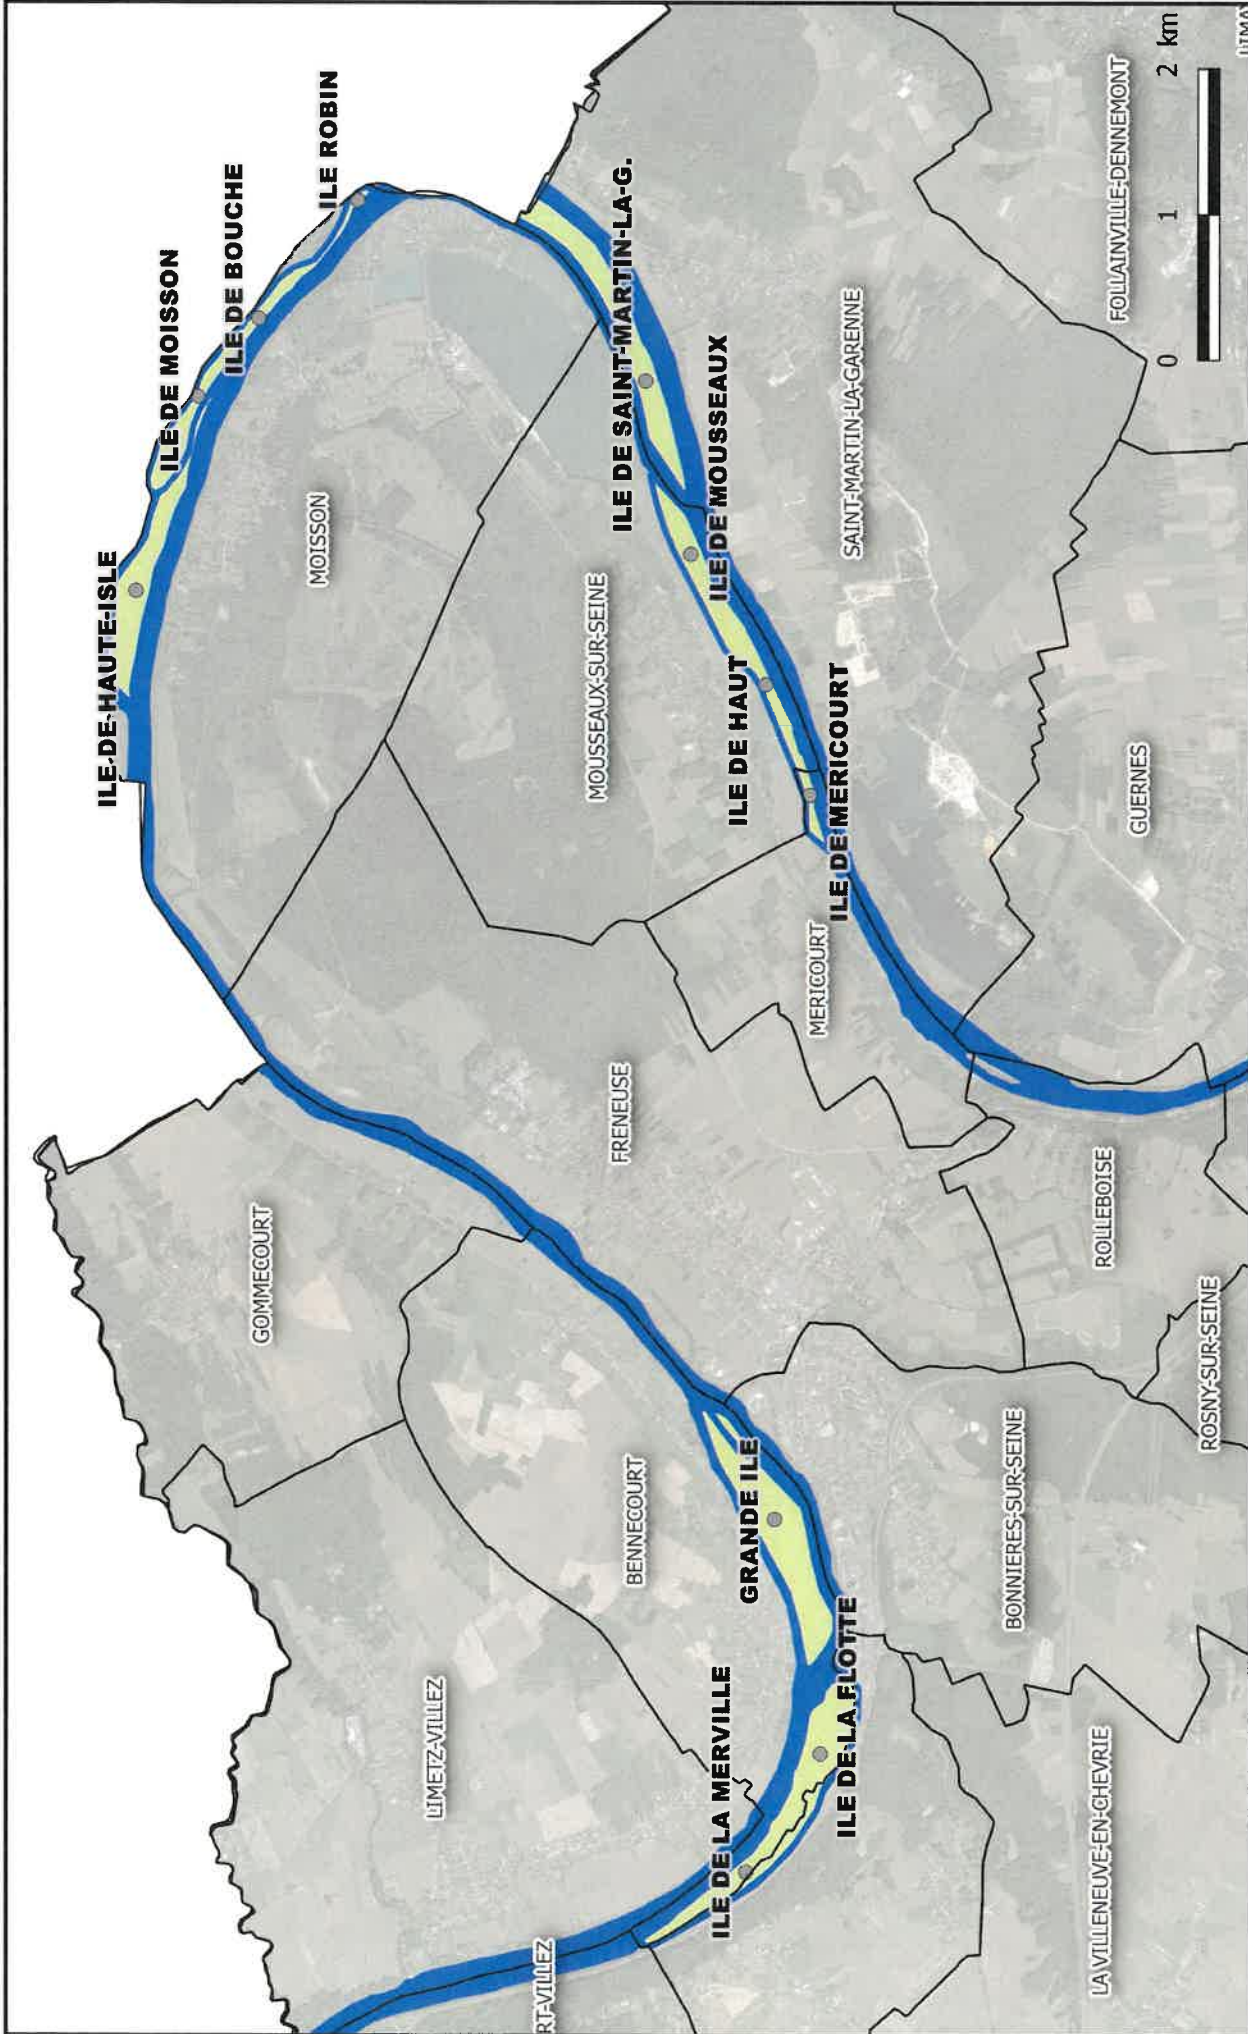 ILE-DE-HAUTE-ISLE
ILE DE MOISSON
ILE DE BOUCHE
ILE ROBIN
GOMMECOURT
MOISSON
LIMETZ-VILLEZ
RT-VILLEZ
BENNECOURT
FRENEUSE
MOUSSEAUX-SUR-SEINE
ILE DE SAINT-MARTIN-LA-G.
ILE DE LA MERVILLE
GRANDE ILE
ILE DE HAUT
ILE DE MOUSSEAUX
ILE DE LA FLOTTE
MERICOURT
ILE DE MERICOURT
SAINT-MARTIN-LA-GARENNE
BONNIERES-SUR-SEINE
LA VILLENEUVE-EN-CHEVRIE
ROLLEBOISE
GUERNES
FOLLAINVILLE-DENNEMONT
ROSNY-SUR-SEINE
0 1 2 km
LIMA